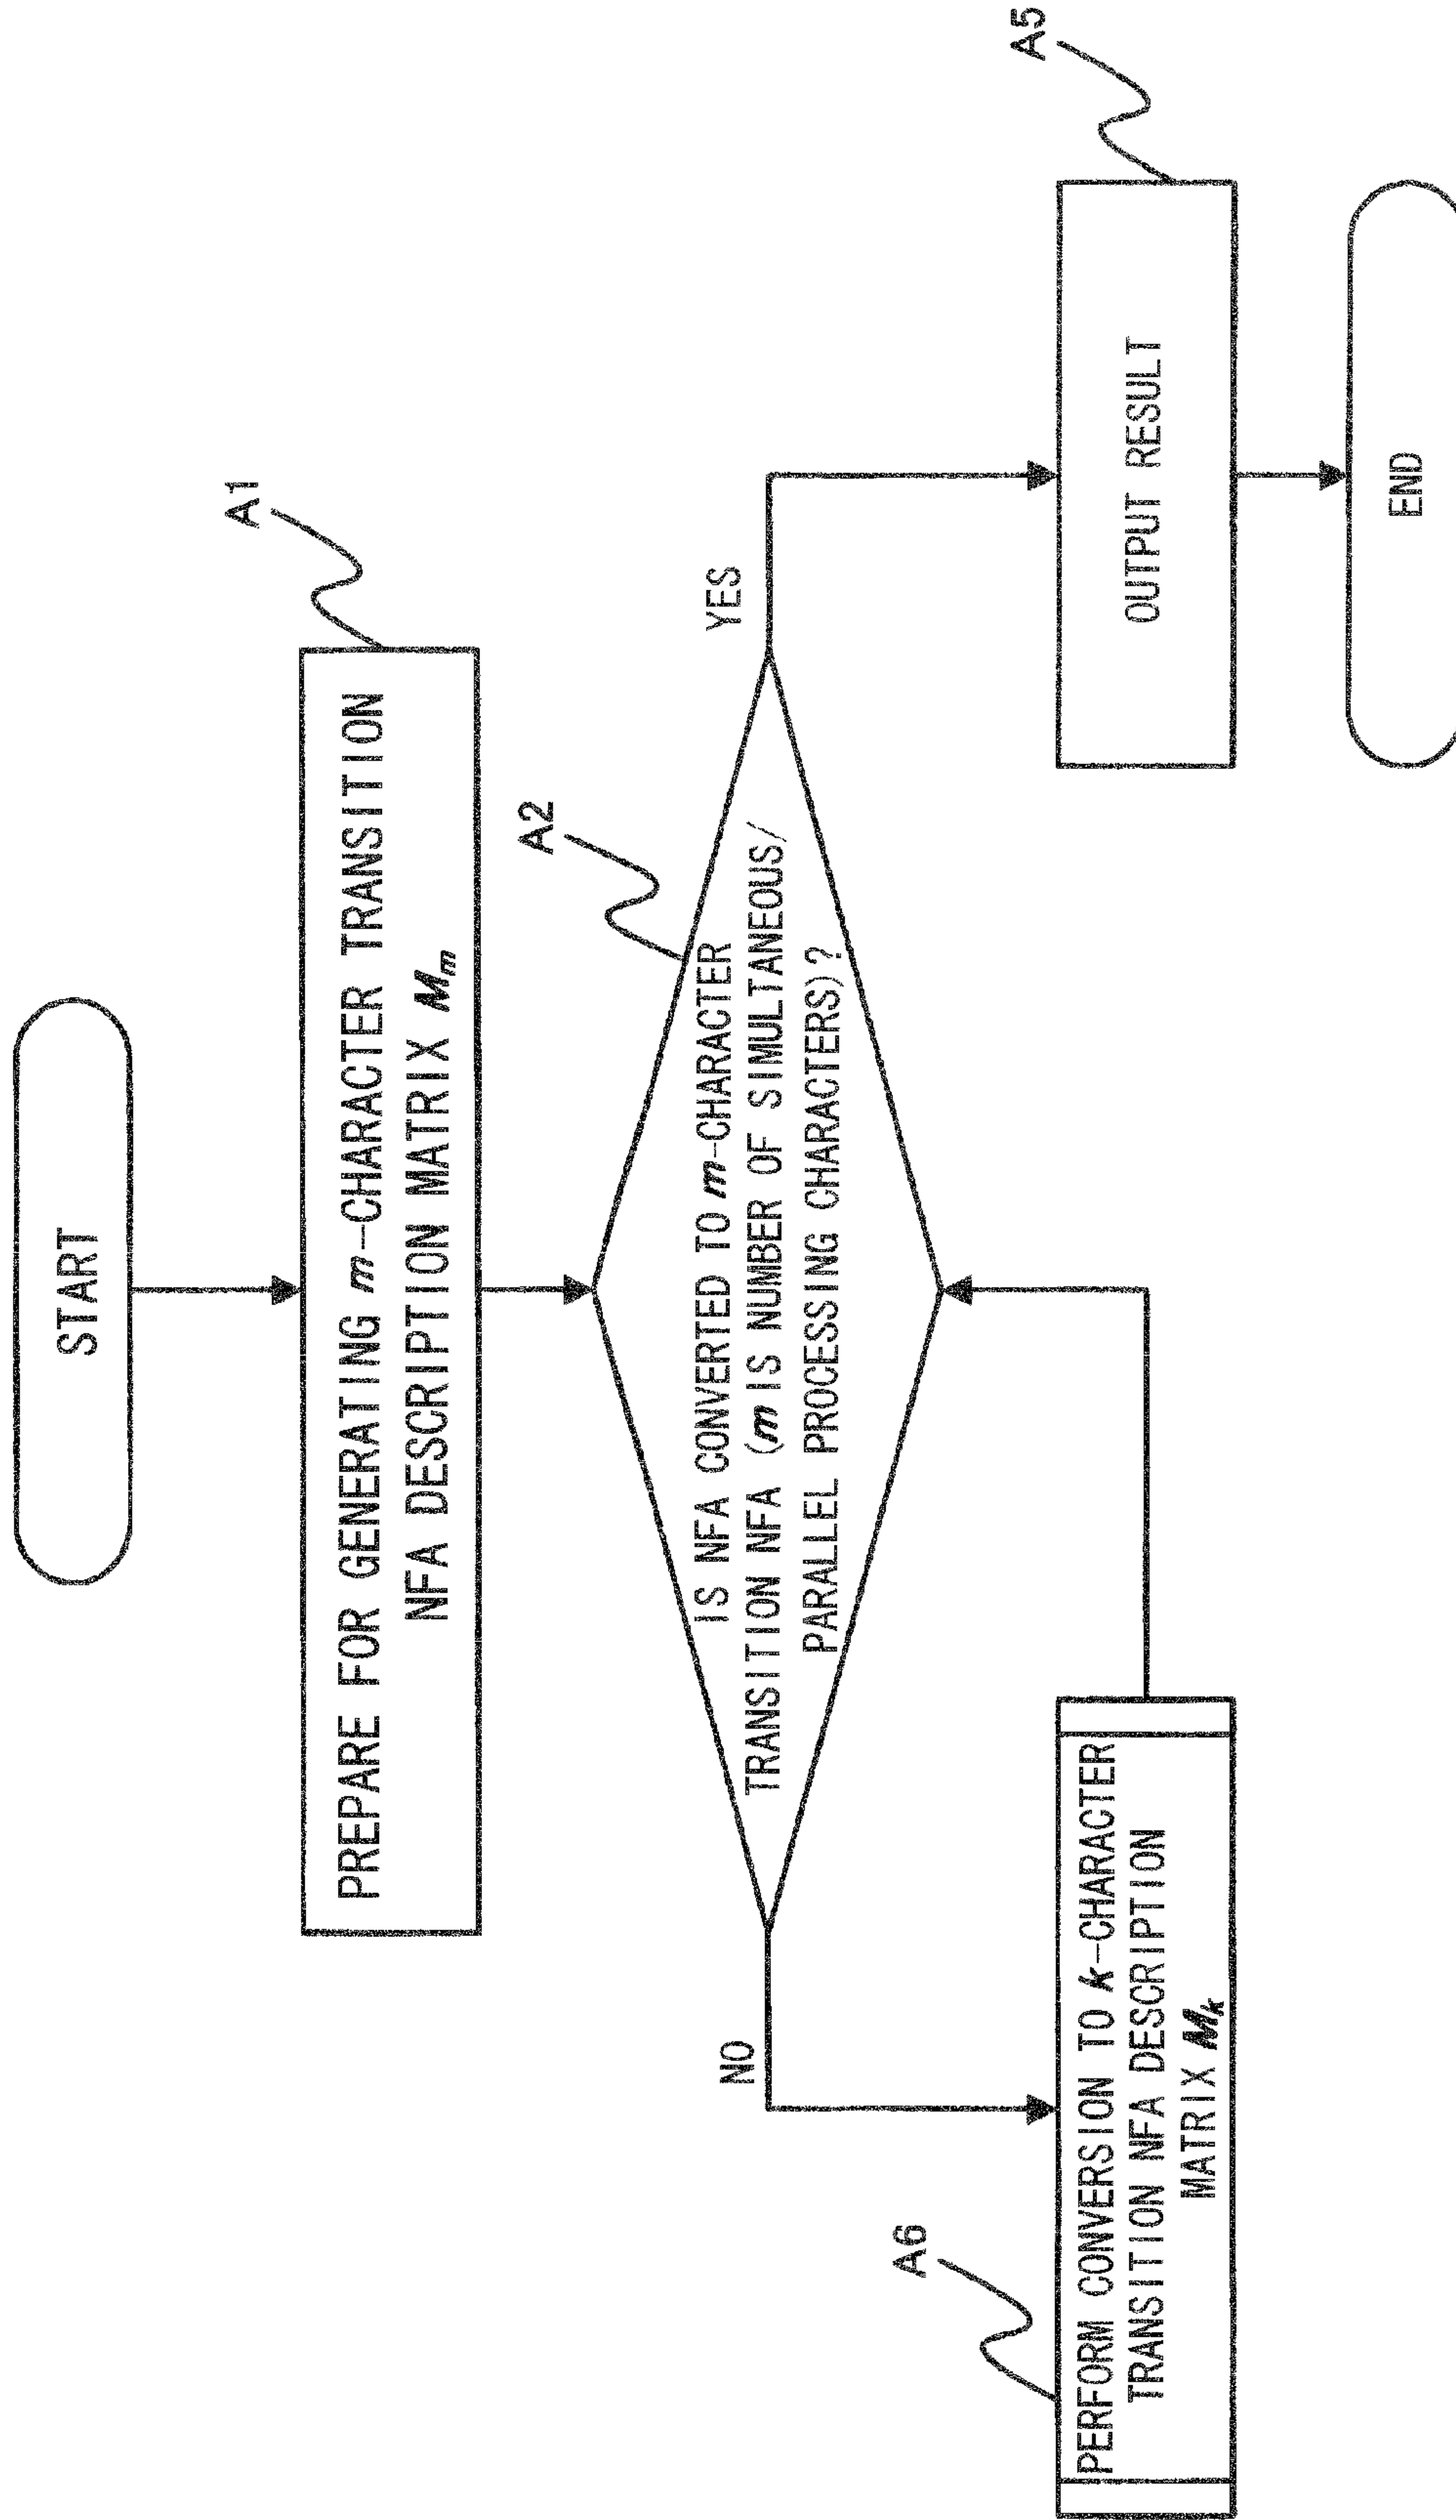 START
A1
PREPARE FOR GENERATING m-CHARACTER TRANSITION
NFA DESCRIPTION MATRIX Mm
A2
IS NFA CONVERTED TO m-CHARACTER
TRANSITION NFA (m IS NUMBER OF SIMULTANEOUS/
PARALLEL PROCESSING CHARACTERS)?
NO
YES
A6
PERFORM CONVERSION TO k-CHARACTER
TRANSITION NFA DESCRIPTION
MATRIX Mk
A5
OUTPUT RESULT
END